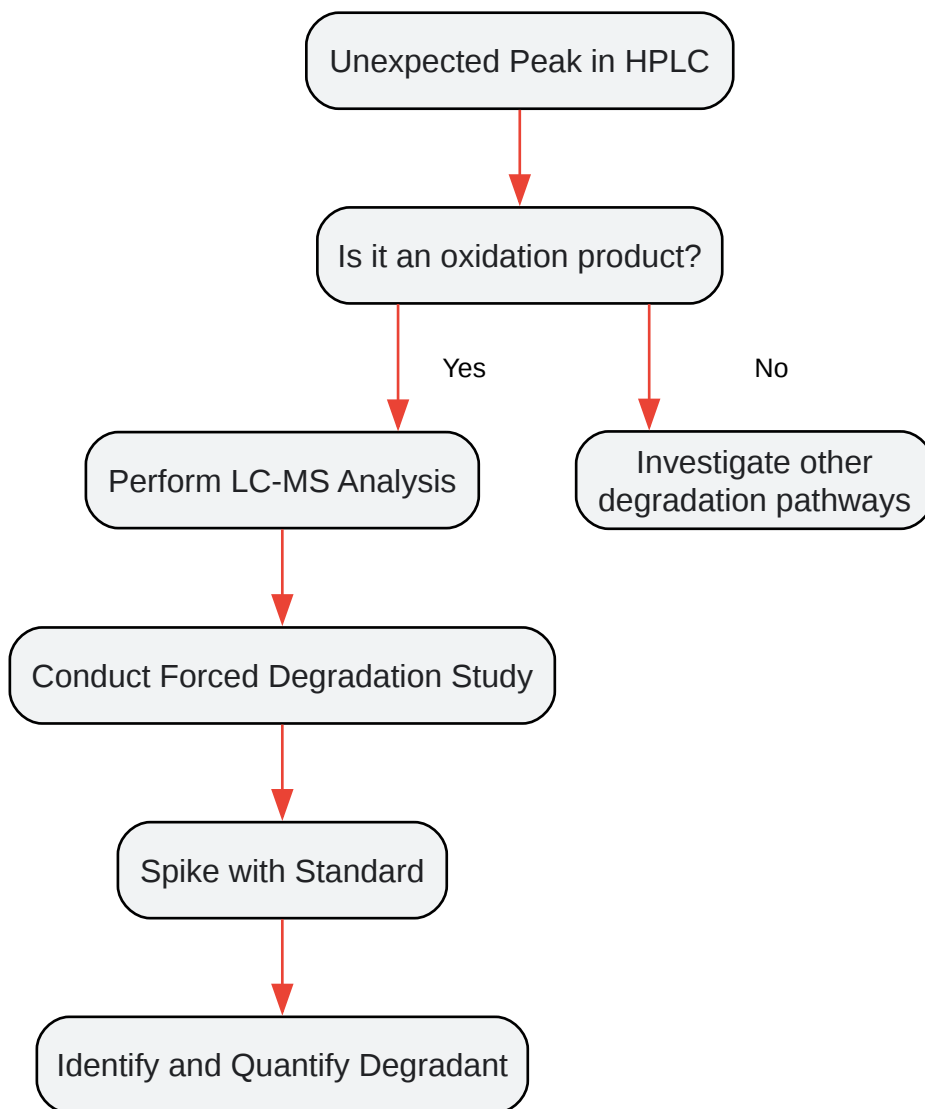 Unexpected Peak in HPLC
Is it an oxidation product?
Yes
No
Perform LC-MS Analysis
Investigate other
degradation pathways
Conduct Forced Degradation Study
Spike with Standard
Identify and Quantify Degradant